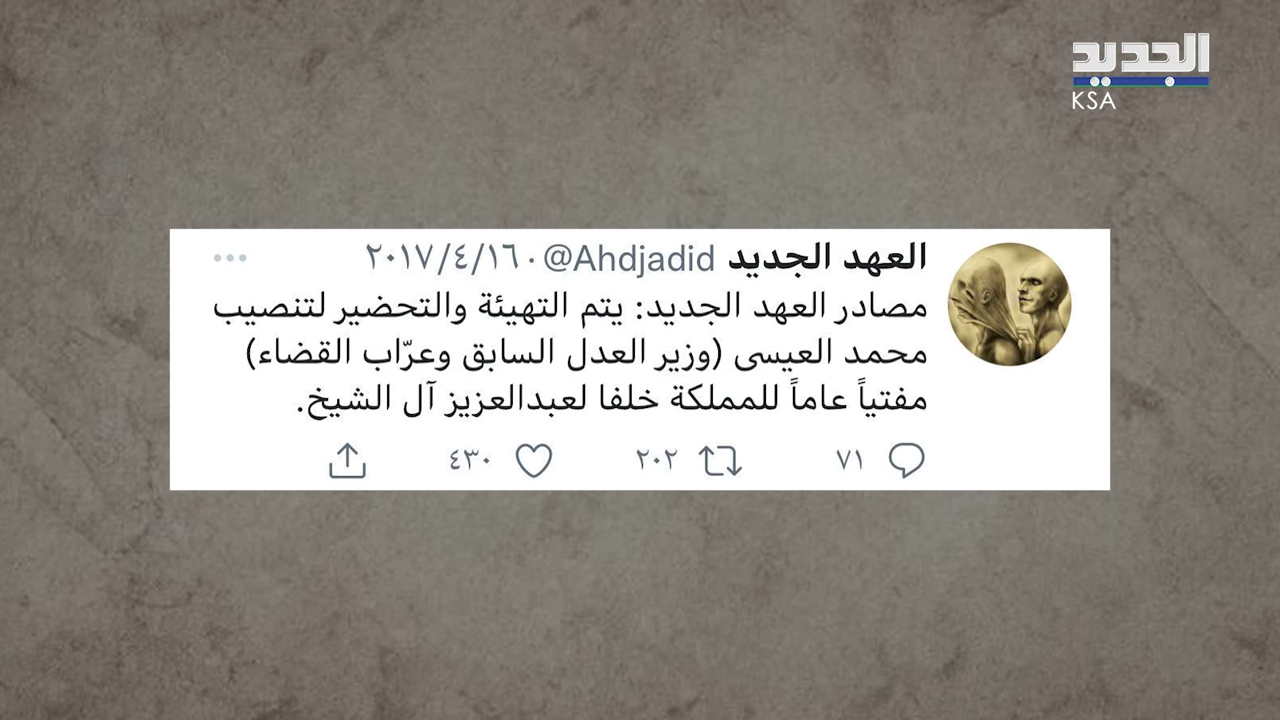 الجديد
KSA
العهد الجديد @Ahdjadid · ٢٠١٧/٤/١٦
مصادر العهد الجديد: يتم التهيئة والتحضير لتنصيب
محمد العيسى (وزير العدل السابق وعرّاب القضاء)
مفتياً عاماً للمملكة خلفا لعبدالعزيز آل الشيخ.
٧١ ٢٠٢ ٤٣٠